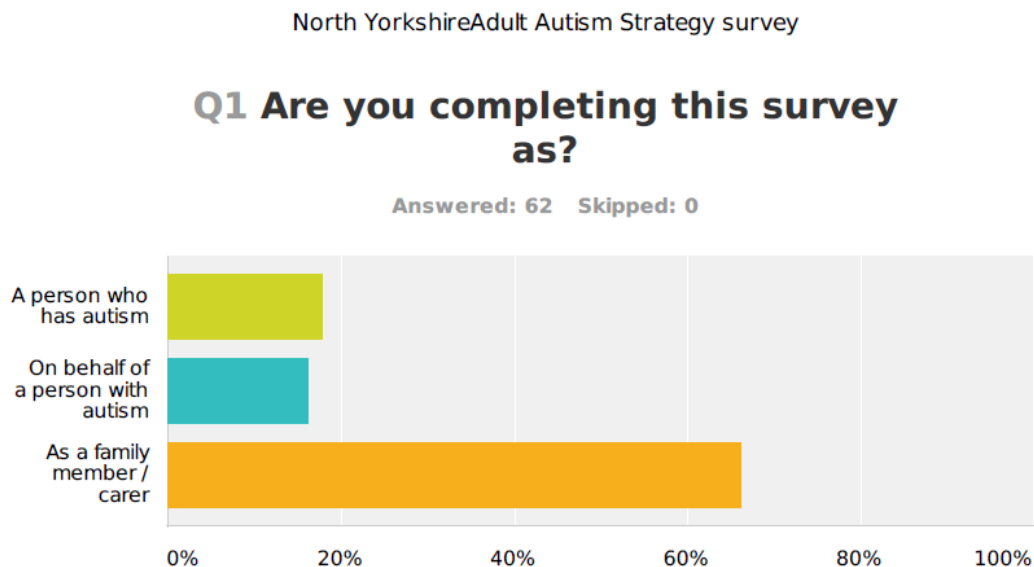 North YorkshireAdult Autism Strategy survey
Q1 Are you completing this survey
as?
Answered: 62 Skipped: 0
A person who
has autism
On behalf of
a person with
autism
As a family
member /
carer
0% 20% 40% 60% 80% 100%